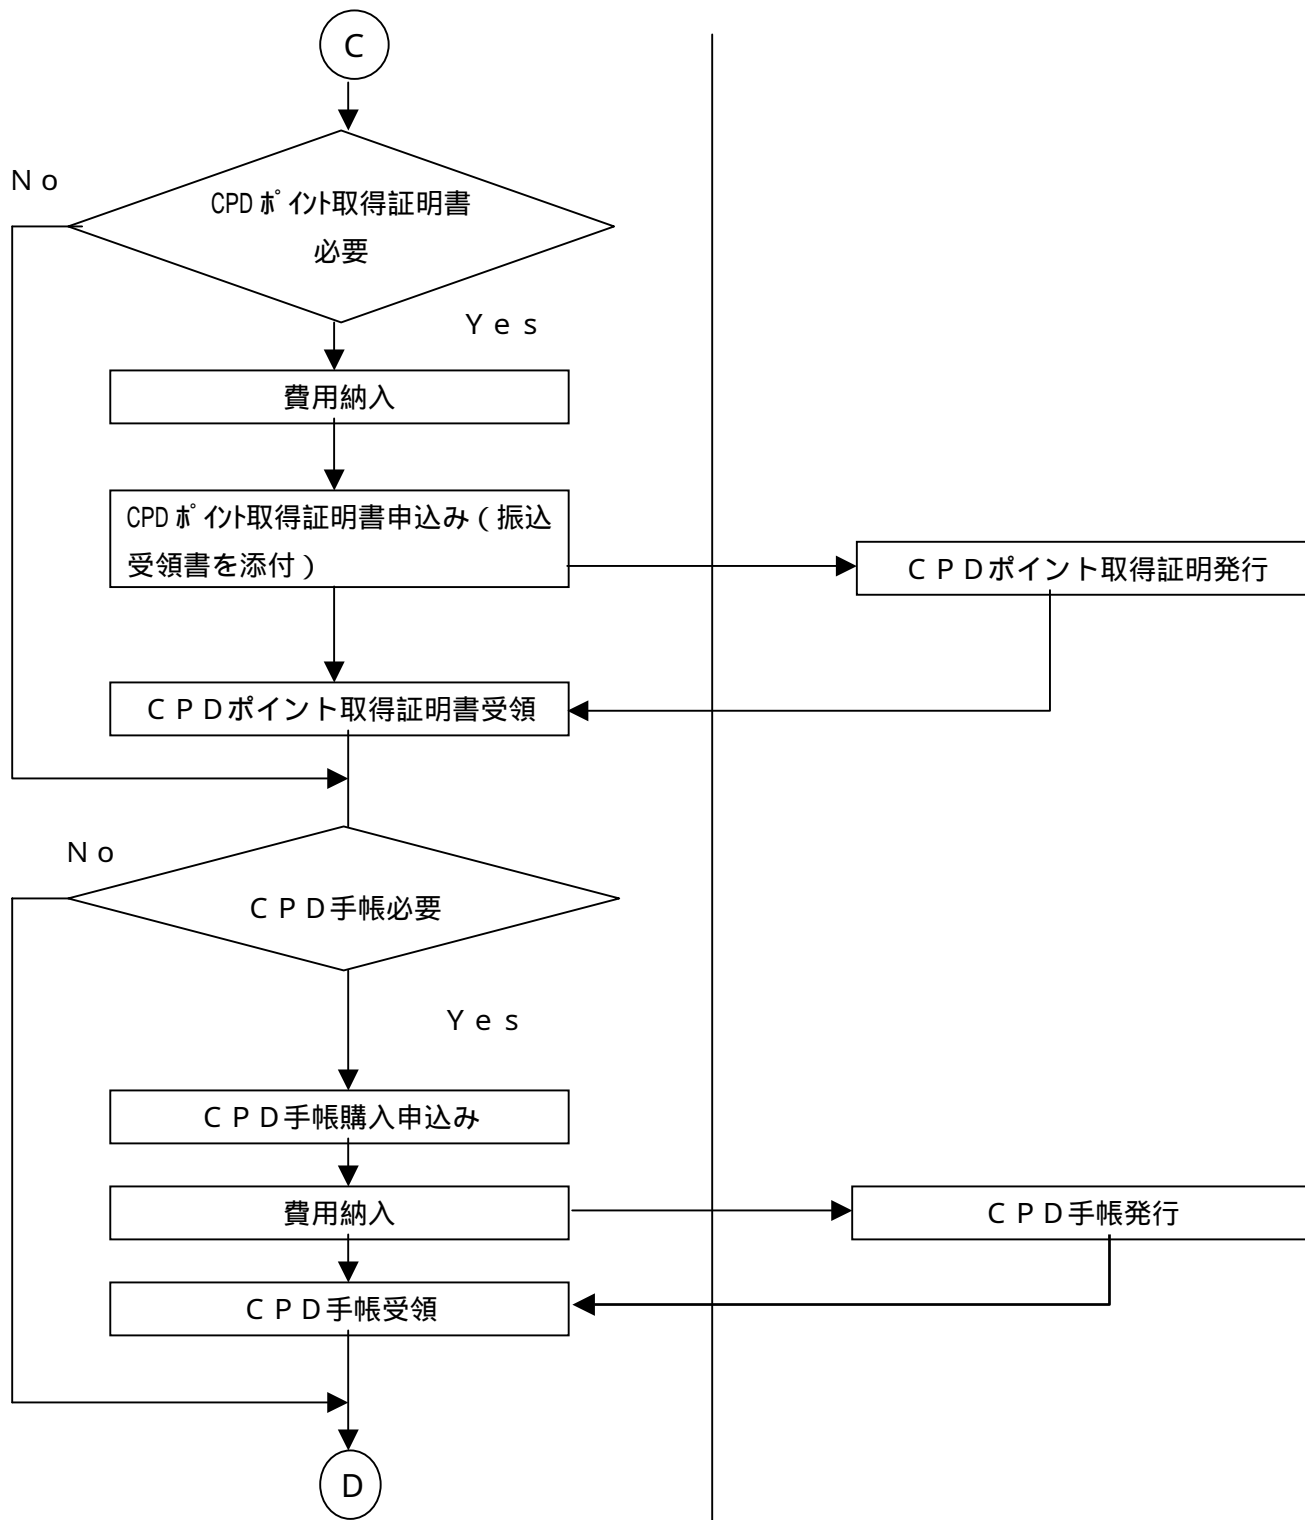 C
No
CPDﾎﾟｲﾝﾄ取得証明書
必要
Yes
費用納入
CPDﾎﾟｲﾝﾄ取得証明書申込み（振込
受領書を添付）
ＣＰＤポイント取得証明発行
ＣＰＤポイント取得証明書受領
No
ＣＰＤ手帳必要
Yes
ＣＰＤ手帳購入申込み
費用納入
ＣＰＤ手帳発行
ＣＰＤ手帳受領
D